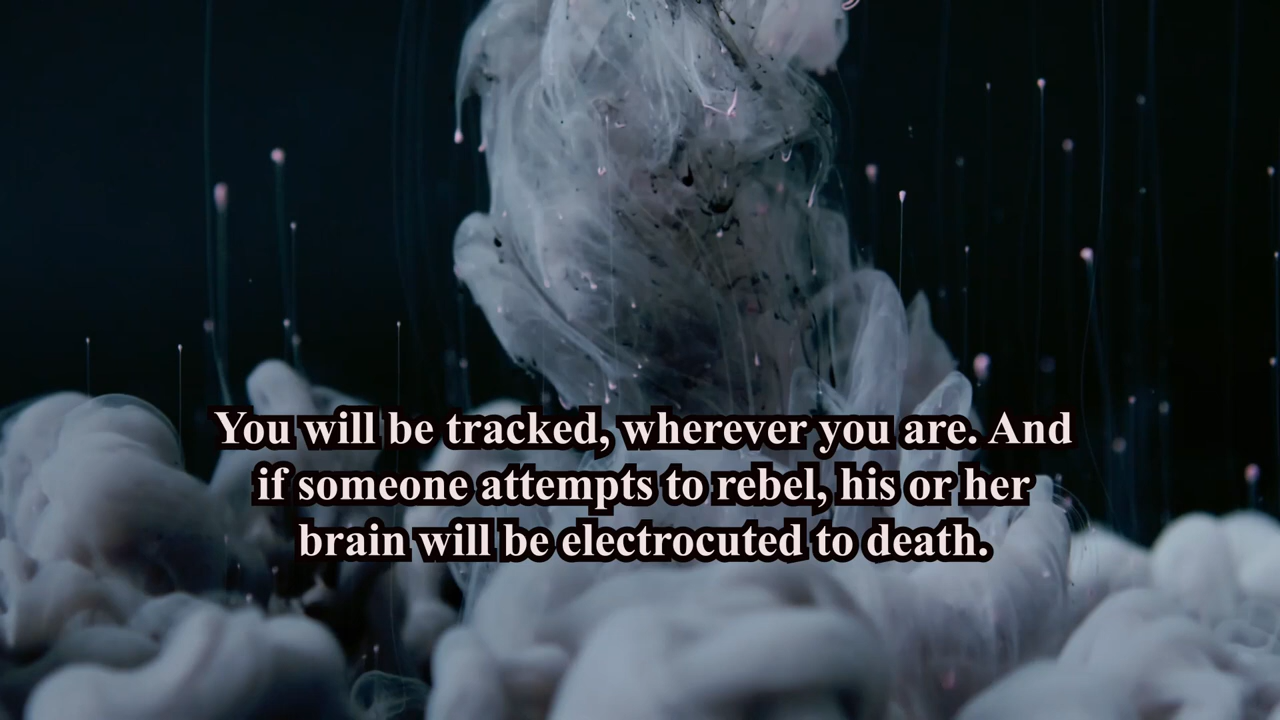 You will be tracked, wherever you are. And
if someone attempts to rebel, his or her
brain will be electrocuted to death.